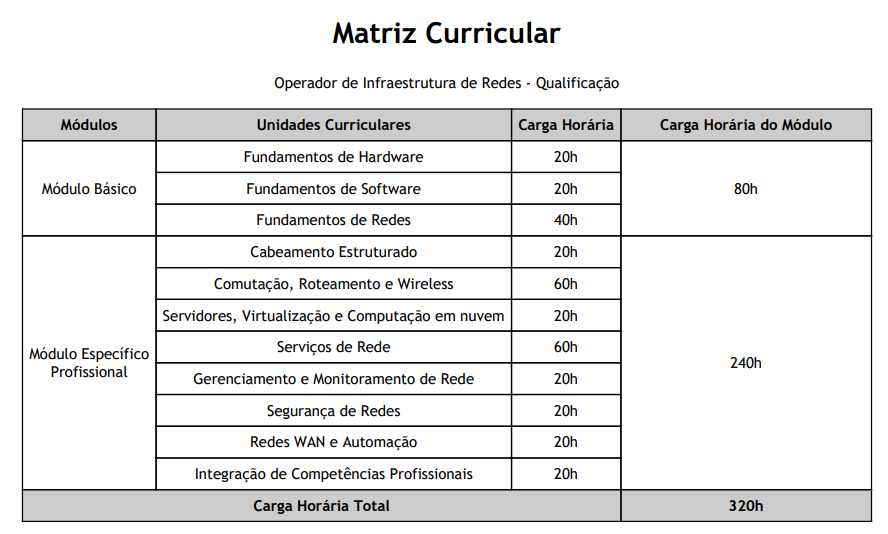 Matriz Curricular
Operador de Infraestrutura de Redes - Qualificação
Módulos Unidades Curriculares Carga Horária Carga Horária do Módulo
Módulo Básico
Fundamentos de Hardware 20h
Fundamentos de Software 20h
Fundamentos de Redes 40h
80h
Módulo Específico
Profissional
Cabeamento Estruturado 20h
Comutação, Roteamento e Wireless 60h
Servidores, Virtualização e Computação em nuvem 20h
Serviços de Rede 60h
Gerenciamento e Monitoramento de Rede 20h
Segurança de Redes 20h
Redes WAN e Automação 20h
Integração de Competências Profissionais 20h
240h
Carga Horária Total 320h